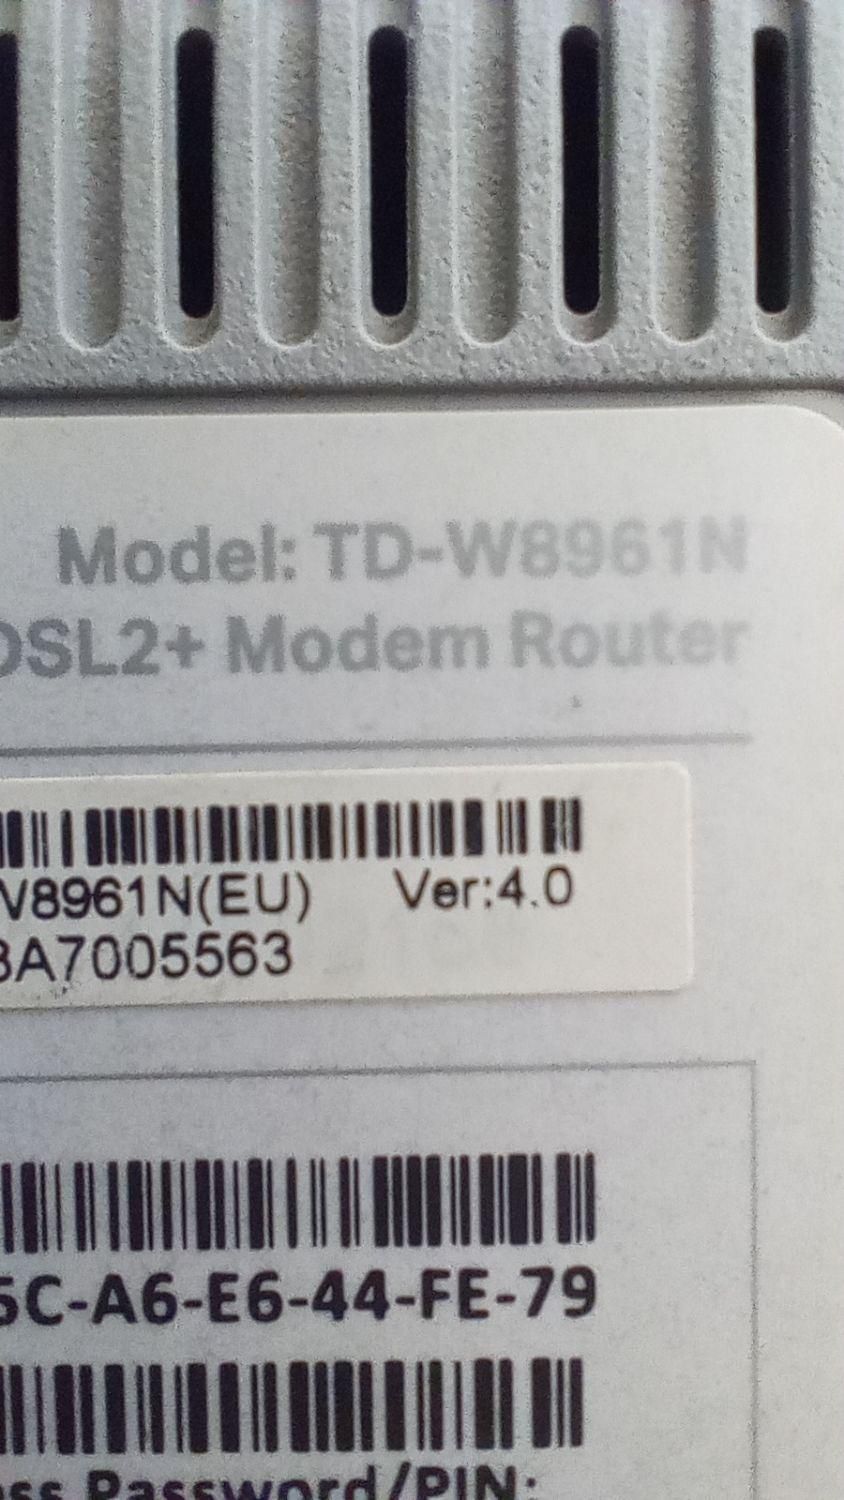 Model: TD-W8961N
DSL2+ Modem Router
W8961N(EU) Ver:4.0
3A7005563
5C-A6-E6-44-FE-79
ss Password/PIN: